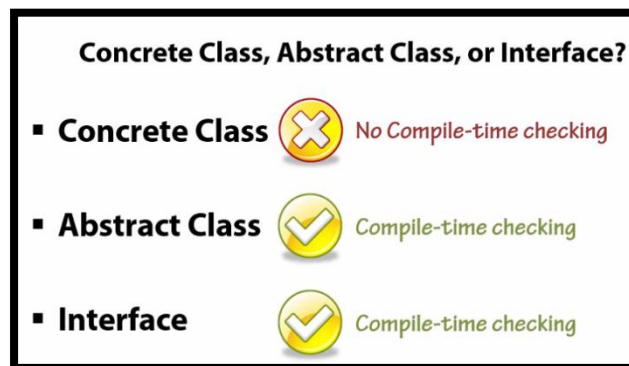 Concrete Class, Abstract Class, or Interface?
▪ Concrete Class No Compile-time checking
▪ Abstract Class Compile-time checking
▪ Interface Compile-time checking